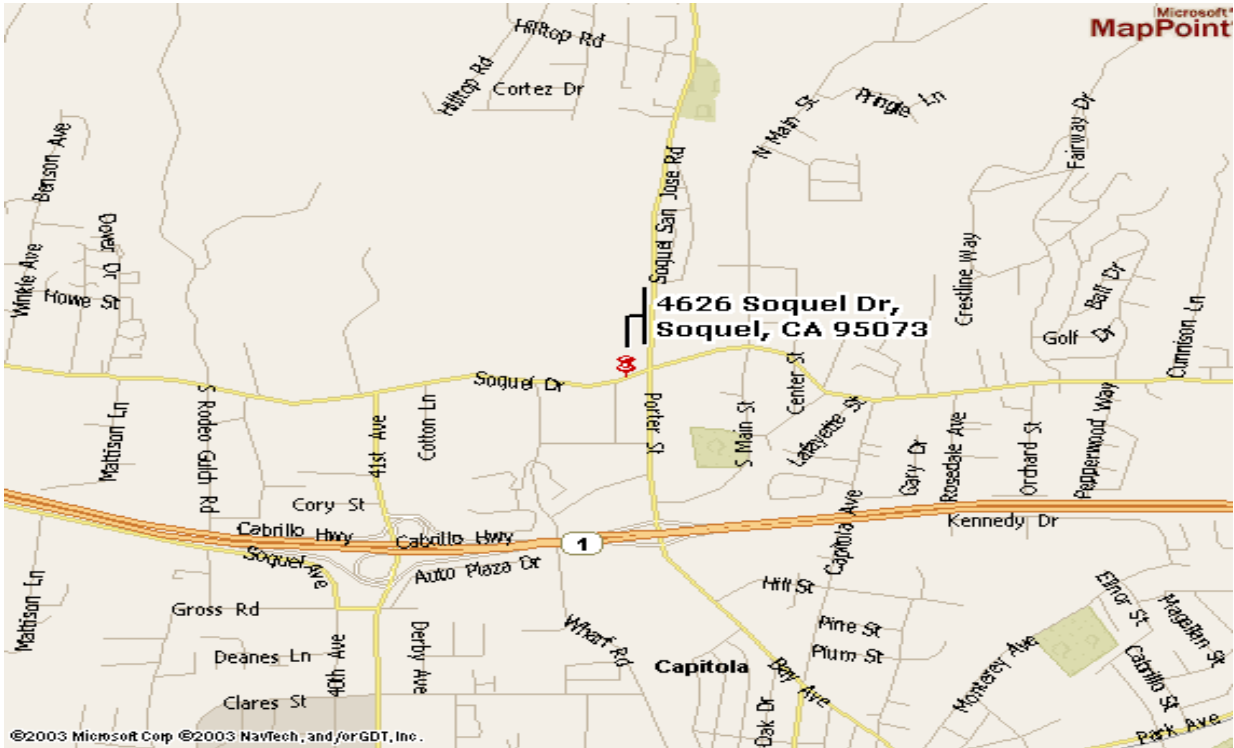 Microsoft®
MapPoint®
Hilltop Rd
Hilltop Rd
Cortez Dr
Pringle Ln
N Main St
Fairway Dr
Benson Ave
Soquel San Jose Rd
Dover Dr
Winkle Ave
Howe St
Crestline Way
Balf Dr
Golf Dr
Cunnison Ln
4626 Soquel Dr,
Soquel, CA 95073
Soquel Dr
Mattison Ln
S Rodeo Gulch Rd
41st Ave
Cotton Ln
Porter St
S Main St
Center St
Lafayette St
Gary Dr
Rosedale Ave
Orchard St
Pepperwood Way
Cory St
Cabrillo Hwy
Cabrillo Hwy
1
Kennedy Dr
Capitola Ave
Soquel Ave
Auto Plaza Dr
Mattison Ln
Gross Rd
Hill St
Elinor St
Magellan St
Deanes Ln
40th Ave
Derby Ave
Wharf Rd
Pine St
Plum St
Capitola
Bay Ave
Monterey Ave
Cabrillo St
Clares St
Oak Dr
Park Ave
©2003 Microsoft Corp ©2003 NavTech, and/or GDT, Inc.